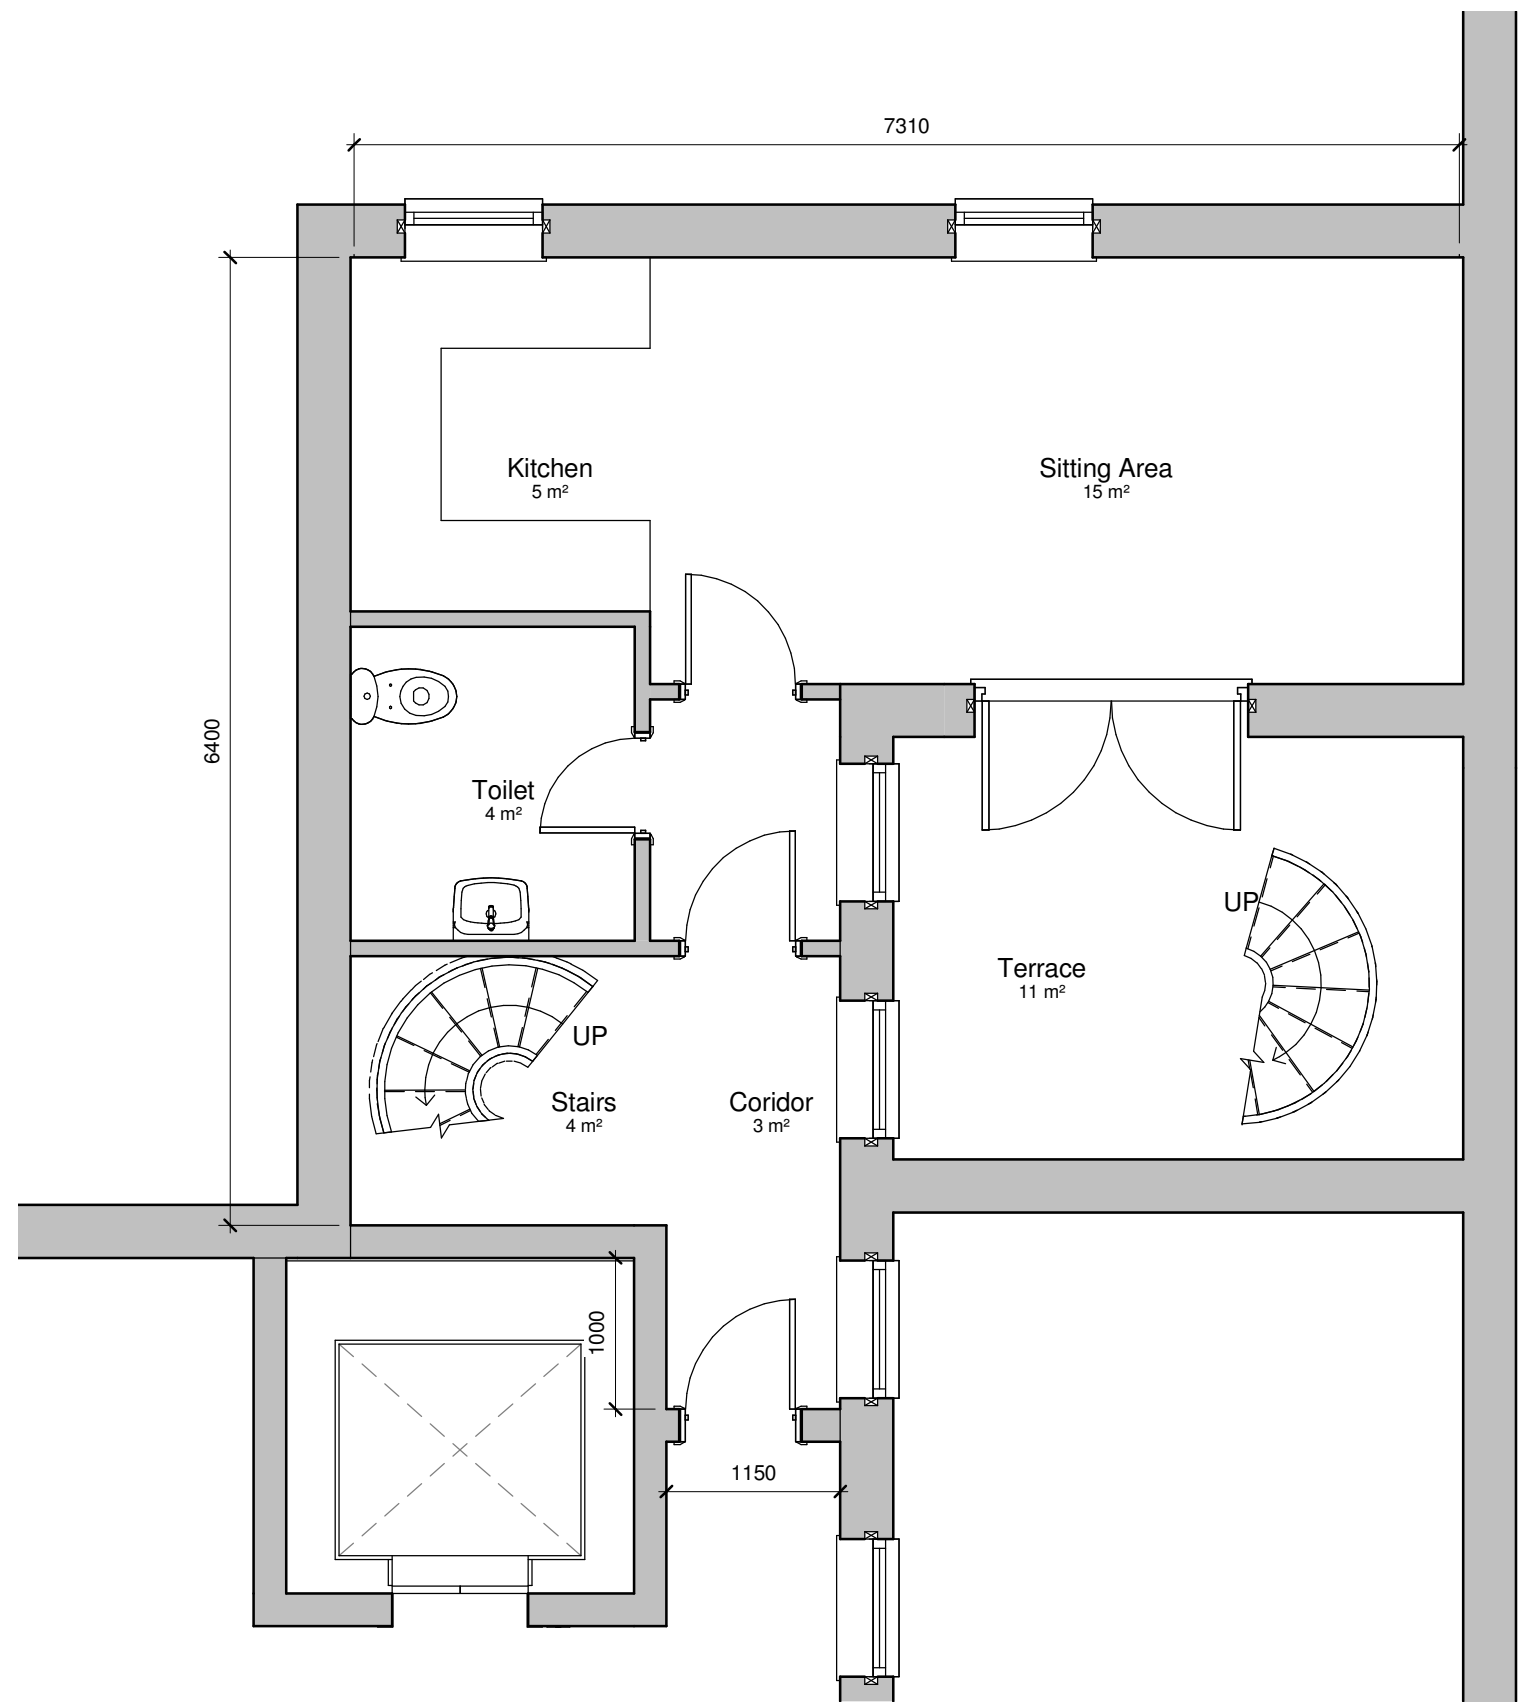 7310
Kitchen
5 m²
Sitting Area
15 m²
6400
Toilet
4 m²
UP
Terrace
11 m²
UP
Stairs
4 m²
Coridor
3 m²
1000
1150